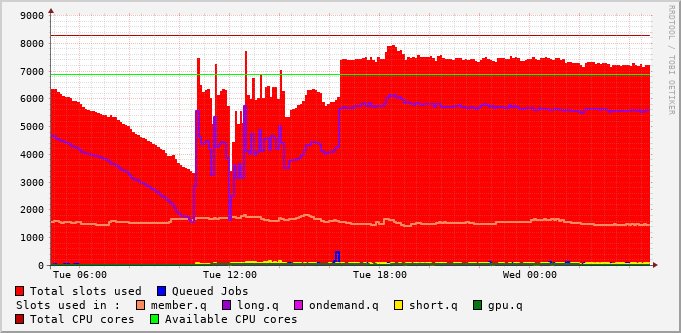 9000
8000
7000
6000
5000
4000
3000
2000
1000
0
Tue 06:00 Tue 12:00 Tue 18:00 Wed 00:00
RRDTOOL / TOBI OETIKER
Total slots used Queued Jobs
Slots used in : member.q long.q ondemand.q short.q gpu.q
Total CPU cores Available CPU cores